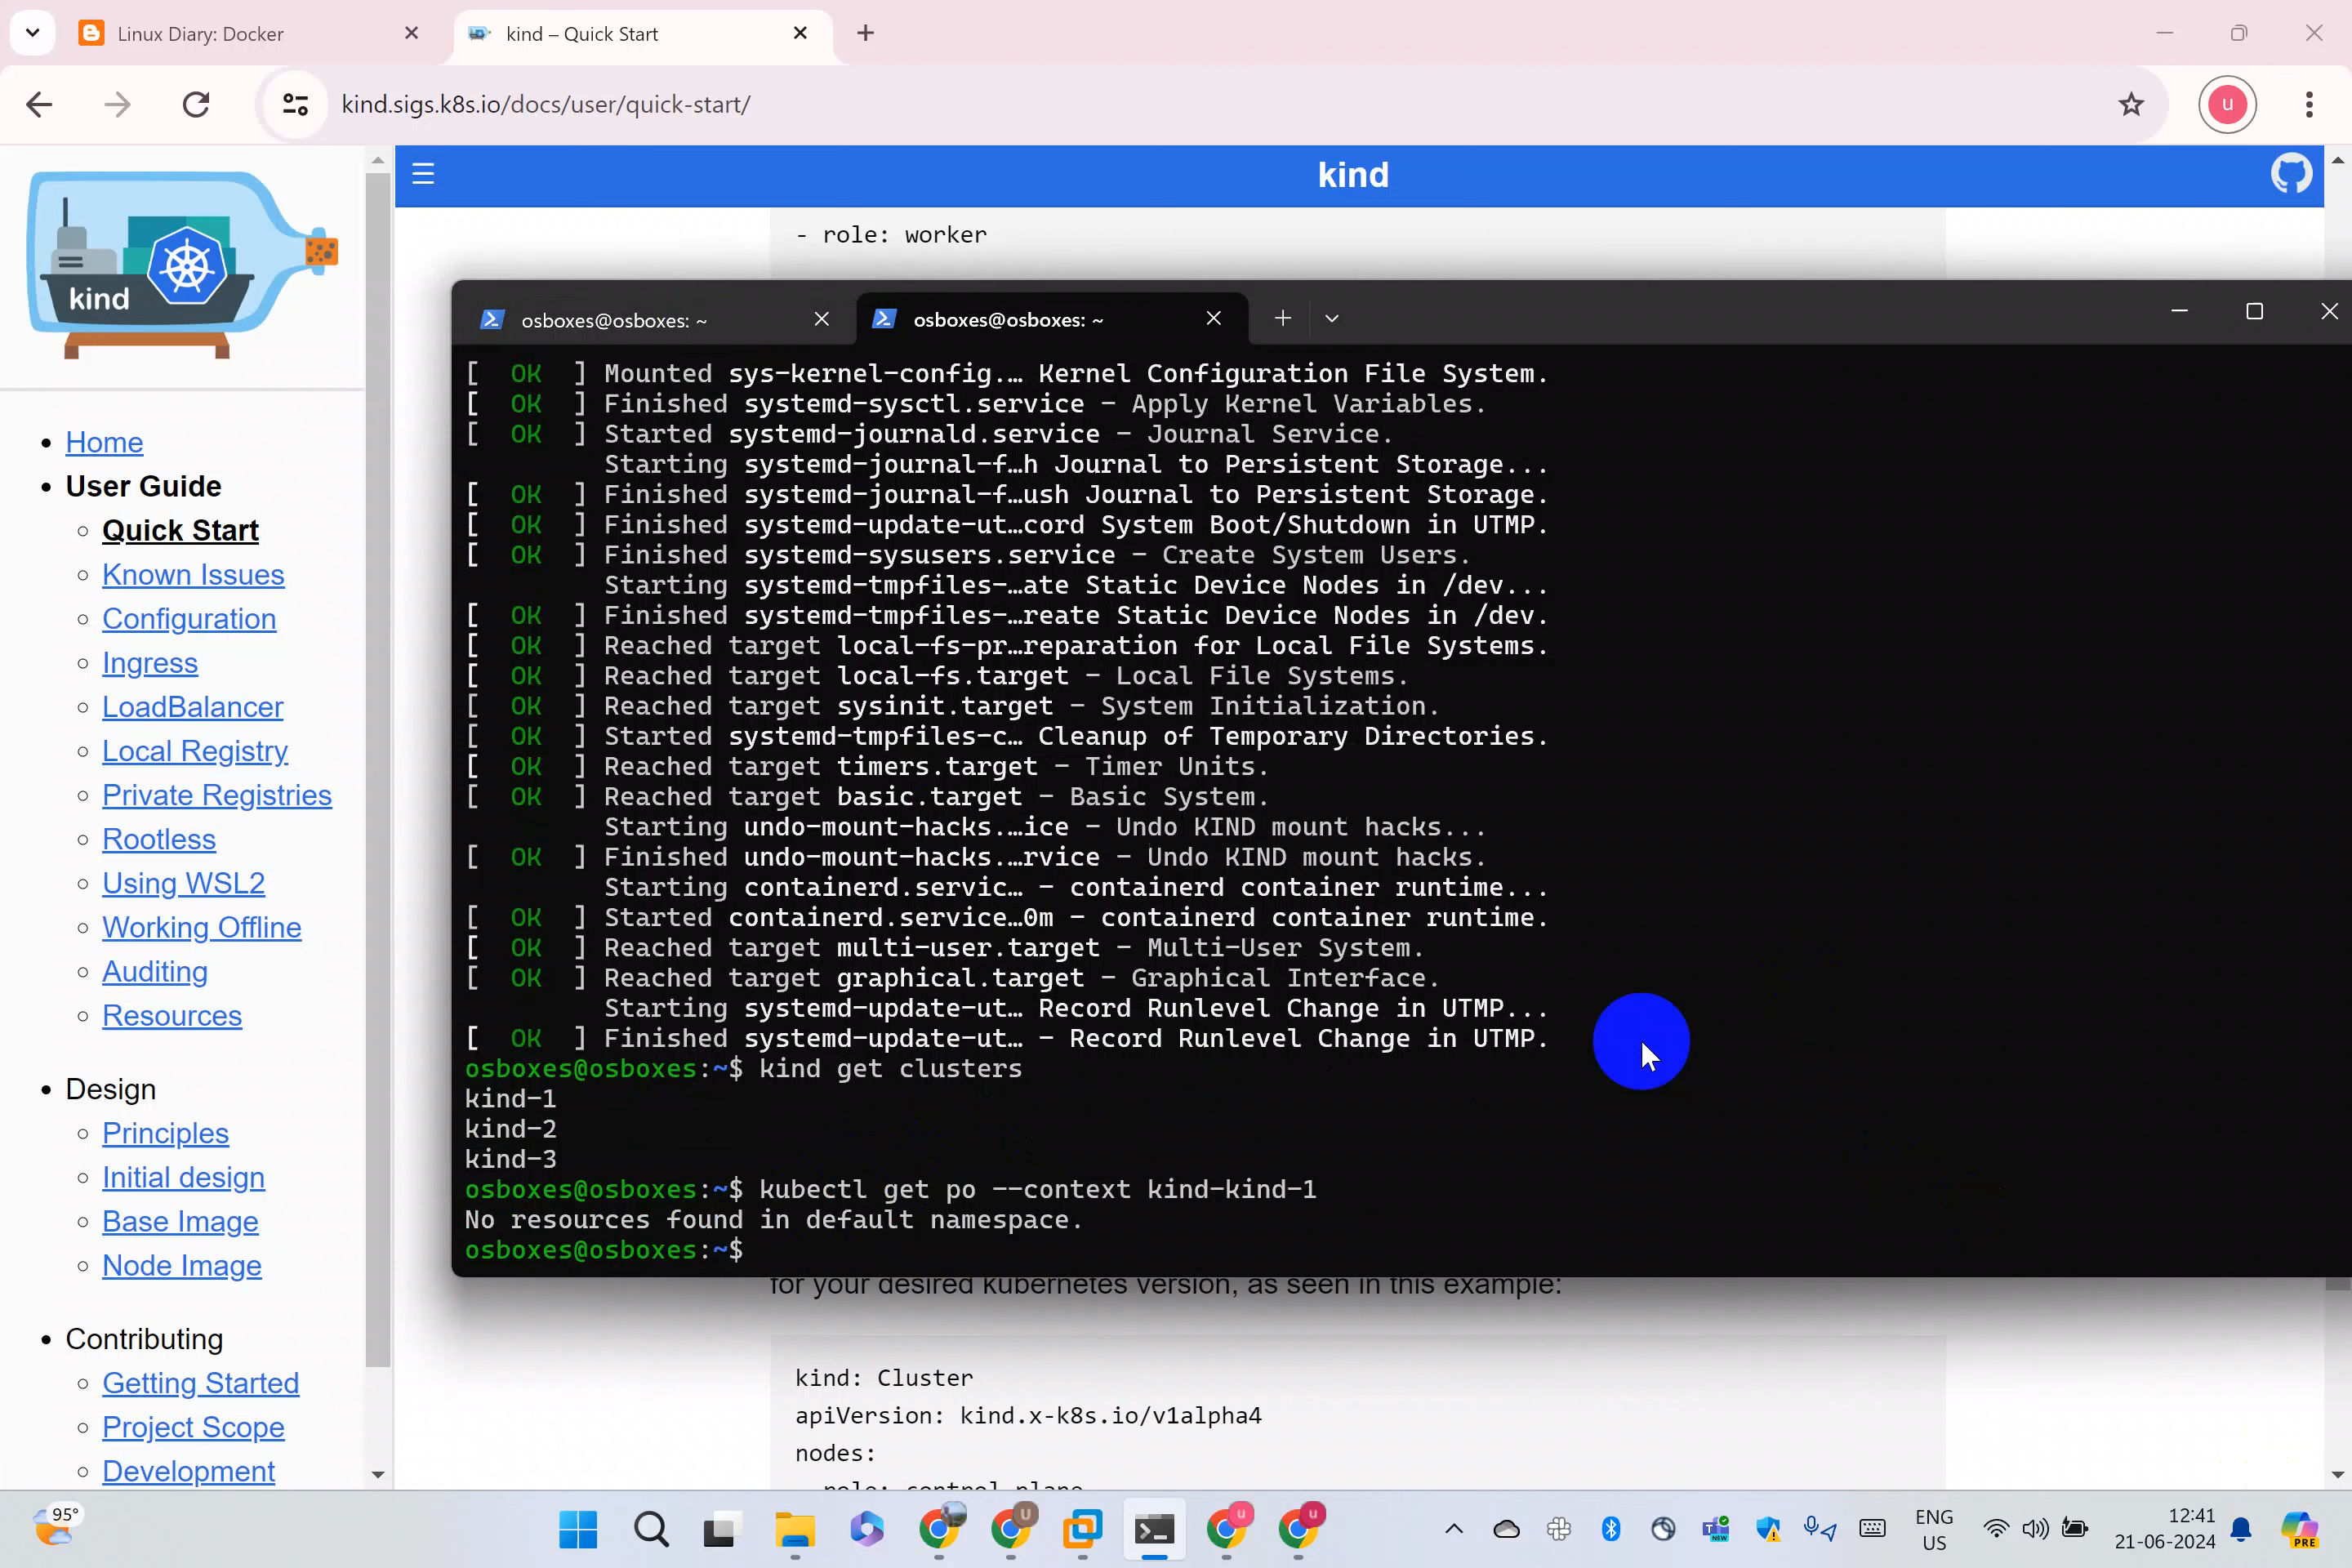 Linux Diary: Docker
kind – Quick Start
kind.sigs.k8s.io/docs/user/quick-start/
u
kind
kind
Home
User Guide
Quick Start
Known Issues
Configuration
Ingress
LoadBalancer
Local Registry
Private Registries
Rootless
Using WSL2
Working Offline
Auditing
Resources
Design
Principles
Initial design
Base Image
Node Image
Contributing
Getting Started
Project Scope
Development
- role: worker
osboxes@osboxes: ~
osboxes@osboxes: ~
[  OK  ] Mounted sys-kernel-config.… Kernel Configuration File System.
[  OK  ] Finished systemd-sysctl.service - Apply Kernel Variables.
[  OK  ] Started systemd-journald.service - Journal Service.
Starting systemd-journal-f…h Journal to Persistent Storage...
[  OK  ] Finished systemd-journal-f…ush Journal to Persistent Storage.
[  OK  ] Finished systemd-update-ut…cord System Boot/Shutdown in UTMP.
[  OK  ] Finished systemd-sysusers.service - Create System Users.
Starting systemd-tmpfiles-…ate Static Device Nodes in /dev...
[  OK  ] Finished systemd-tmpfiles-…reate Static Device Nodes in /dev.
[  OK  ] Reached target local-fs-pr…reparation for Local File Systems.
[  OK  ] Reached target local-fs.target - Local File Systems.
[  OK  ] Reached target sysinit.target - System Initialization.
[  OK  ] Started systemd-tmpfiles-c… Cleanup of Temporary Directories.
[  OK  ] Reached target timers.target - Timer Units.
[  OK  ] Reached target basic.target - Basic System.
Starting undo-mount-hacks.…ice - Undo KIND mount hacks...
[  OK  ] Finished undo-mount-hacks.…rvice - Undo KIND mount hacks.
Starting containerd.servic… - containerd container runtime...
[  OK  ] Started containerd.service…0m - containerd container runtime.
[  OK  ] Reached target multi-user.target - Multi-User System.
[  OK  ] Reached target graphical.target - Graphical Interface.
Starting systemd-update-ut… Record Runlevel Change in UTMP...
[  OK  ] Finished systemd-update-ut… - Record Runlevel Change in UTMP.
osboxes@osboxes:~$ kind get clusters
kind-1
kind-2
kind-3
osboxes@osboxes:~$ kubectl get po --context kind-kind-1
No resources found in default namespace.
osboxes@osboxes:~$
for your desired kubernetes version, as seen in this example:
kind: Cluster
apiVersion: kind.x-k8s.io/v1alpha4
nodes:
- role: control-plane
95°
U
u
u
NEW
ENG
US
12:41
21-06-2024
PRE